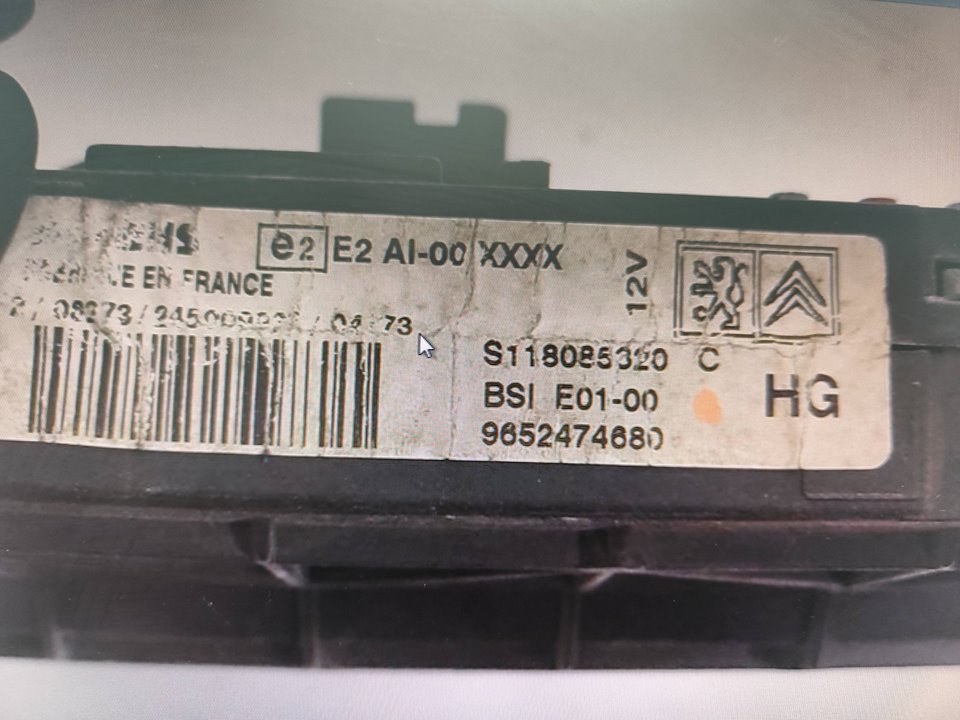 e2 E2 AI-00 XXXX
EN FRANCE
12V
S118085320 C
BSI E01-00
HG
9652474680